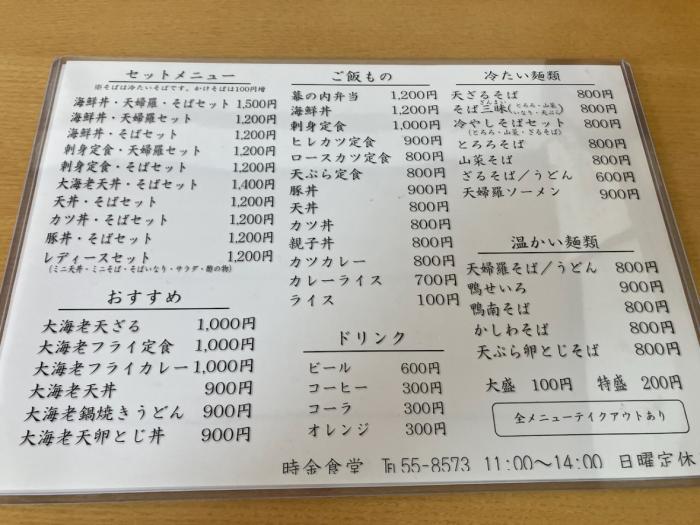 セットメニュー
※そばは冷たいそばです。かけそばは100円増
海鮮丼・天婦羅・そばセット 1,500円
海鮮丼・天婦羅セット 1,200円
海鮮丼・そばセット 1,200円
刺身定食・天婦羅セット 1,200円
刺身定食・そばセット 1,200円
大海老天丼・そばセット 1,400円
天丼・そばセット 1,200円
カツ丼・そばセット 1,200円
豚丼・そばセット 1,200円
レディースセット 1,200円
(ミニ天丼・ミニそば・そばいなり・サラダ・酢の物)
おすすめ
大海老天ざる 1,000円
大海老フライ定食 1,000円
大海老フライカレー 1,000円
大海老天丼 900円
大海老鍋焼きうどん 900円
大海老天卵とじ丼 900円
ご飯もの
幕の内弁当 1,200円
海鮮丼 1,200円
刺身定食 1,000円
ヒレカツ定食 900円
ロースカツ定食 800円
天ぷら定食 800円
豚丼 900円
天丼 800円
カツ丼 800円
親子丼 800円
カツカレー 800円
カレーライス 700円
ライス 100円
ドリンク
ビール 600円
コーヒー 300円
コーラ 300円
オレンジ 300円
冷たい麺類
天ざるそば 800円
そば三昧(とろろ・山菜・いなり・天ぷら) 800円
ざんまい
冷やしそばセット 800円
(とろろ・山菜・ざるそば)
とろろそば 800円
山菜そば 800円
ざるそば/うどん 600円
天婦羅ソーメン 900円
温かい麺類
天婦羅そば/うどん 800円
鴨せいろ 900円
鴨南そば 800円
かしわそば 800円
天ぷら卵とじそば 800円
大盛 100円 特盛 200円
全メニューテイクアウトあり
時金食堂 ℡55-8573 11:00〜14:00 日曜定休